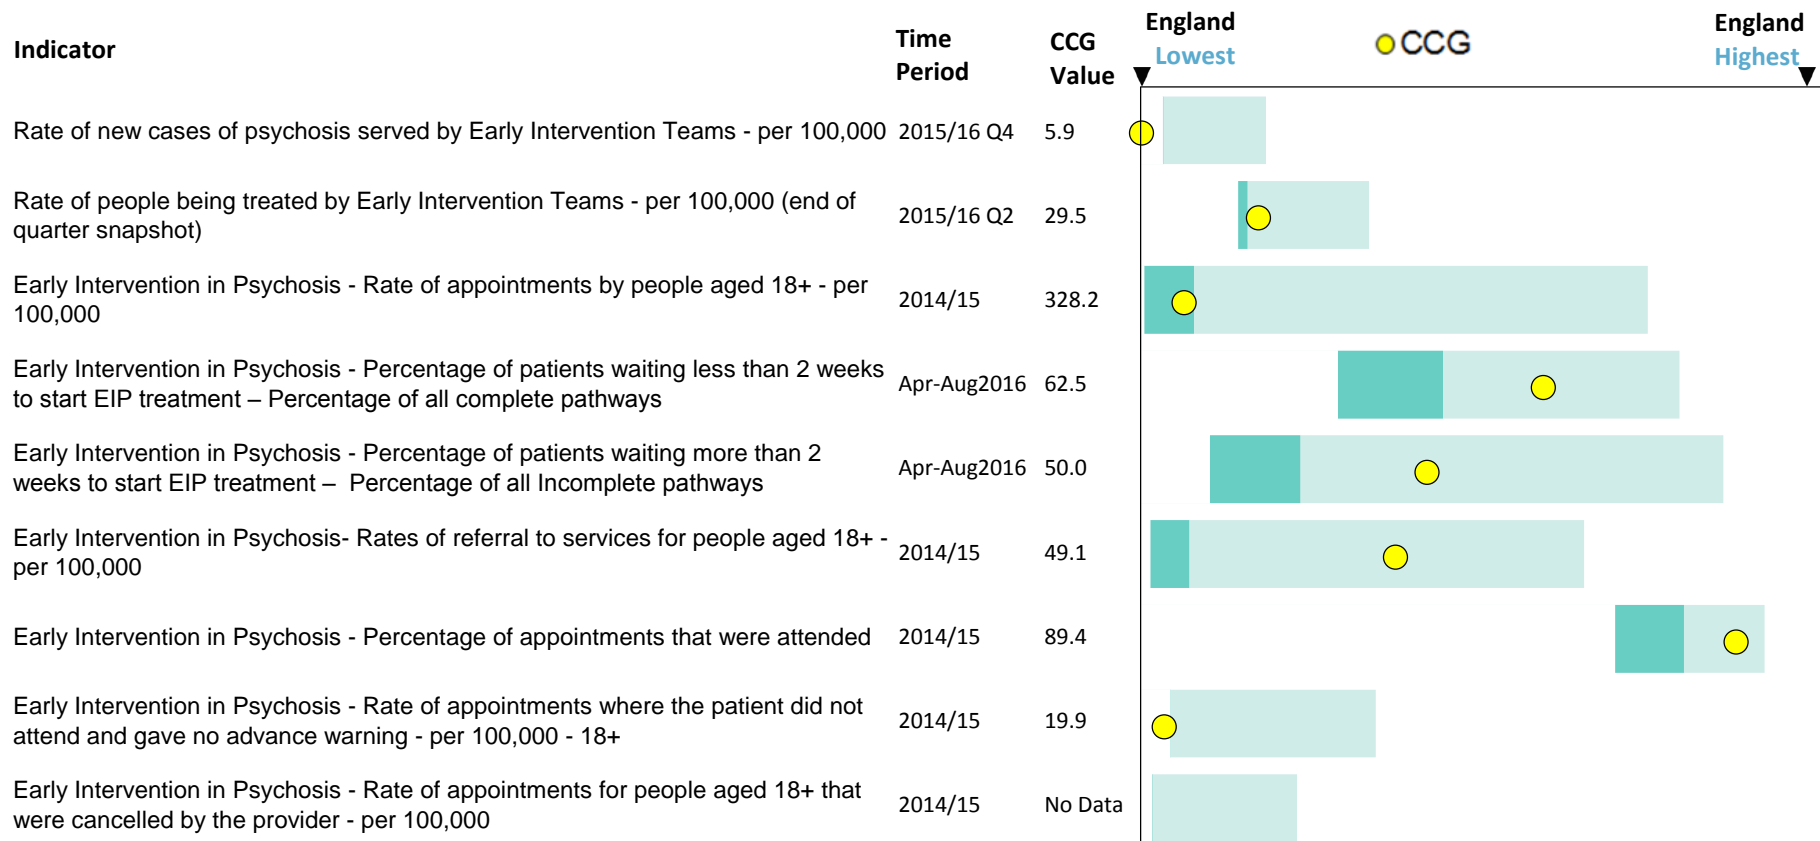 Indicator
Time Period
CCG Value
England Lowest
CCG
England Highest
Rate of new cases of psychosis served by Early Intervention Teams - per 100,000 2015/16 Q4 5.9
Rate of people being treated by Early Intervention Teams - per 100,000 (end of
quarter snapshot)
2015/16 Q2 29.5
Early Intervention in Psychosis - Rate of appointments by people aged 18+ - per
100,000
2014/15 328.2
Early Intervention in Psychosis - Percentage of patients waiting less than 2 weeks
to start EIP treatment – Percentage of all complete pathways
Apr-Aug2016 62.5
Early Intervention in Psychosis - Percentage of patients waiting more than 2
weeks to start EIP treatment – Percentage of all Incomplete pathways
Apr-Aug2016 50.0
Early Intervention in Psychosis- Rates of referral to services for people aged 18+ -
per 100,000
2014/15 49.1
Early Intervention in Psychosis - Percentage of appointments that were attended 2014/15 89.4
Early Intervention in Psychosis - Rate of appointments where the patient did not
attend and gave no advance warning - per 100,000 - 18+
2014/15 19.9
Early Intervention in Psychosis - Rate of appointments for people aged 18+ that
were cancelled by the provider - per 100,000
2014/15 No Data